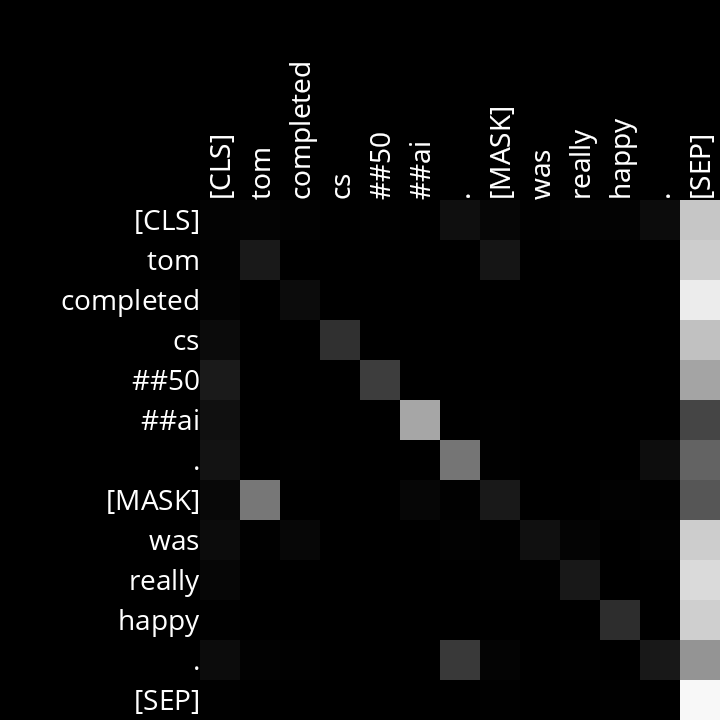 [CLS]
tom
completed
cs
##50
##ai
.
[MASK]
was
really
happy
.
[SEP]
[CLS]
tom
completed
cs
##50
##ai
.
[MASK]
was
really
happy
.
[SEP]